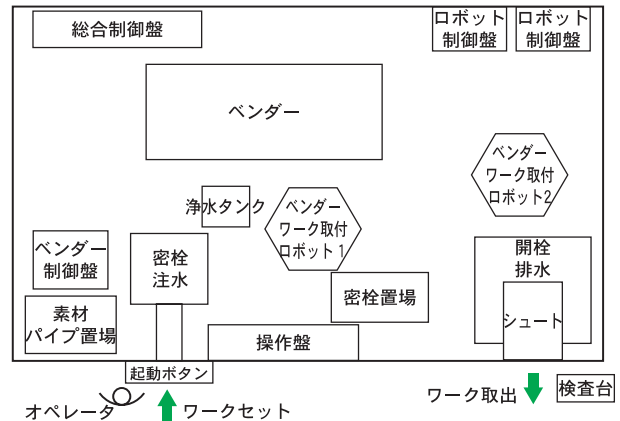 総合制御盤
ロボット
制御盤
ロボット
制御盤
ベンダー
ベンダー
ワーク取付
ロボット2
浄水タンク
ベンダー
ワーク取付
ロボット1
ベンダー
制御盤
密栓
注水
開栓
排水
密栓置場
素材
パイプ置場
シュート
操作盤
起動ボタン
オペレータ
ワークセット
ワーク取出
検査台